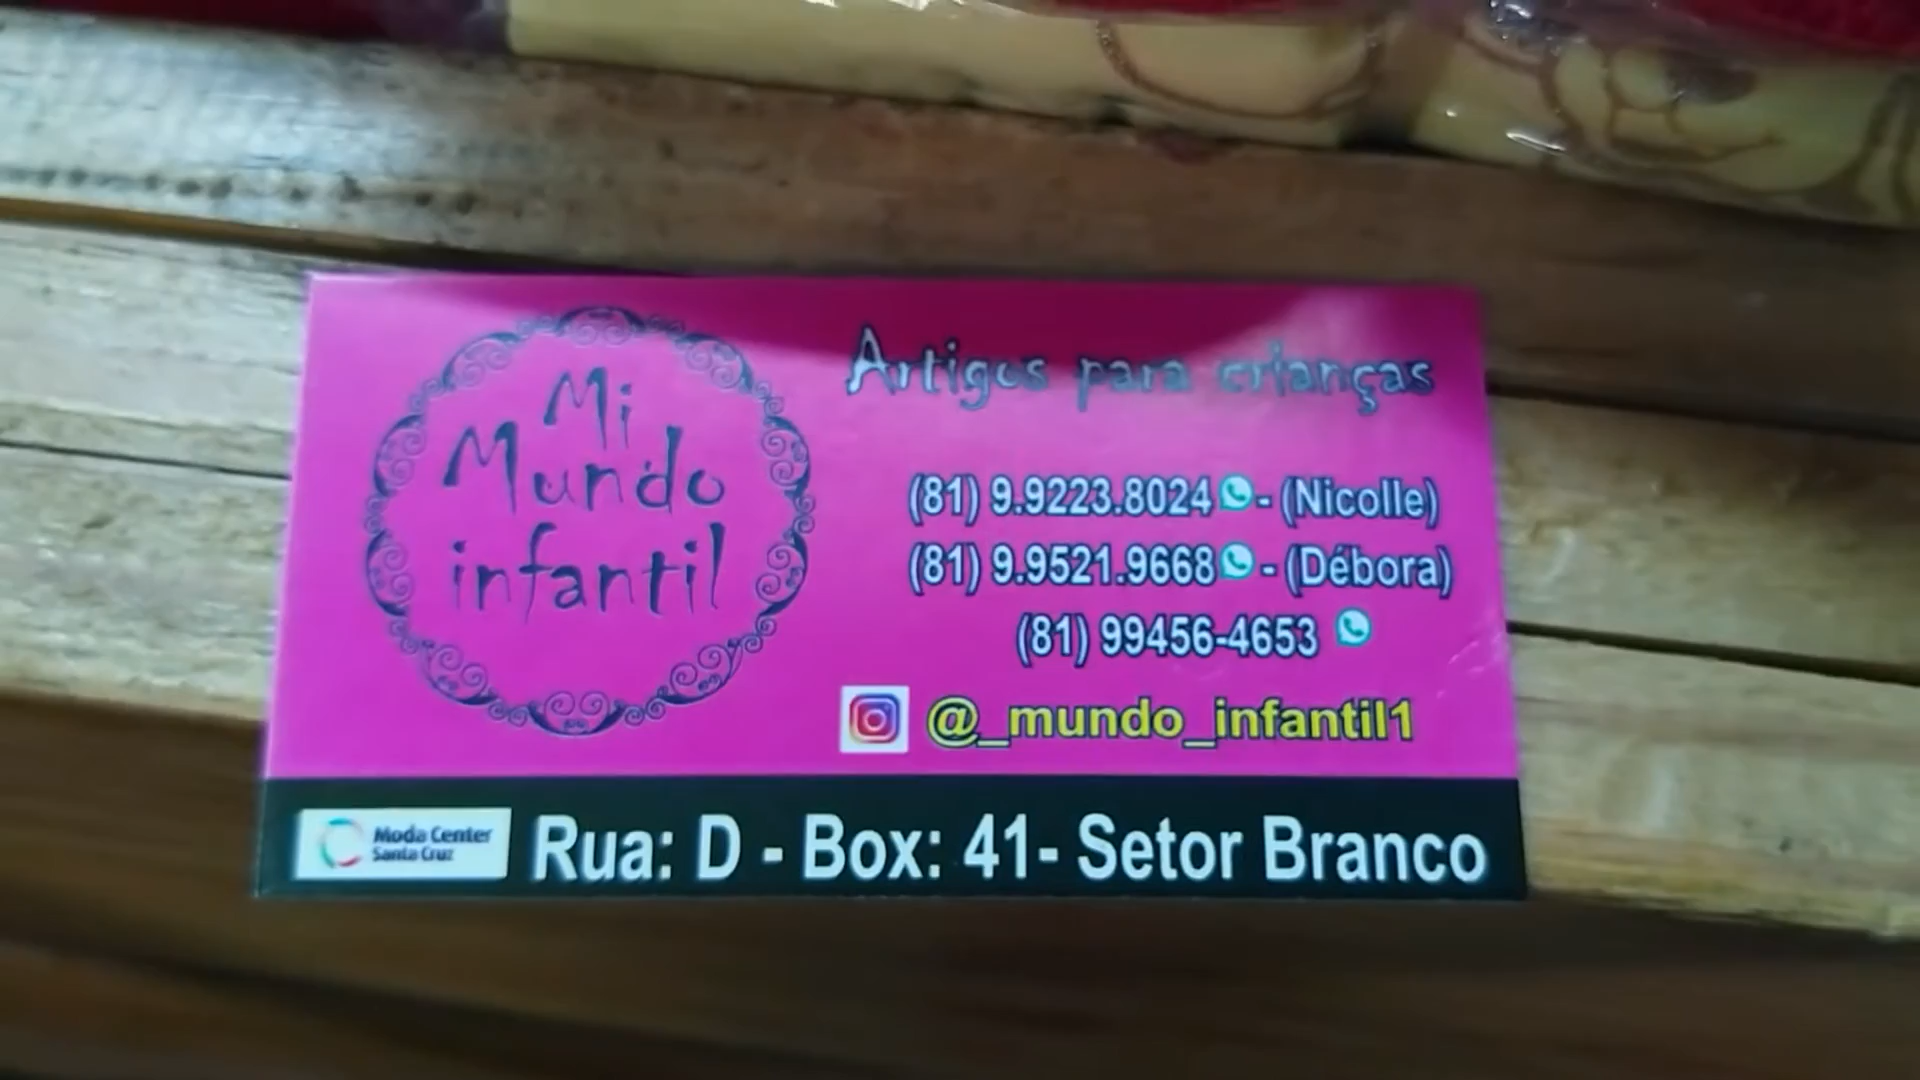 Mi
Mundo
infantil
Artigos para crianças
(81) 9.9223.8024 - (Nicolle)
(81) 9.9521.9668 - (Débora)
(81) 99456-4653
@_mundo_infantil1
Moda Center
Santa Cruz
Rua: D - Box: 41- Setor Branco